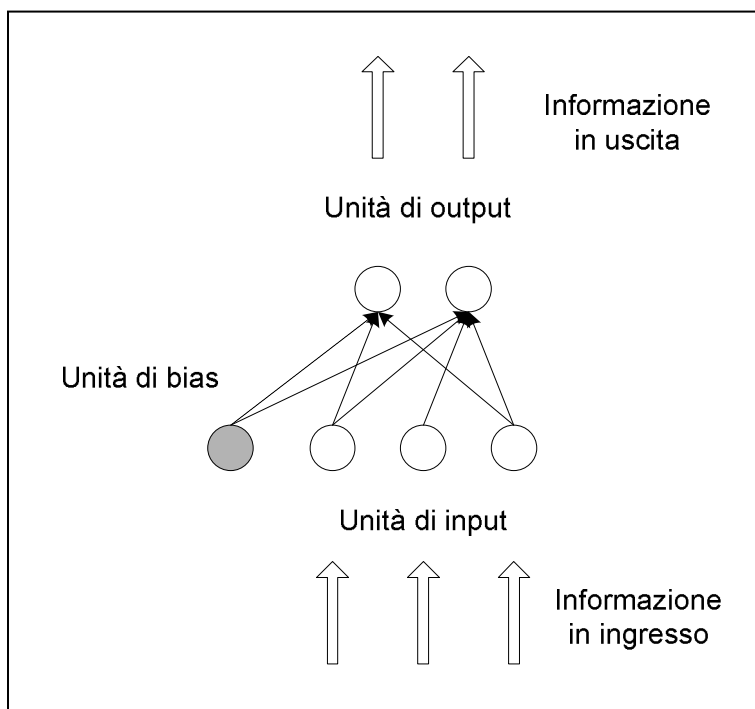 Informazione
in uscita
Unità di output
Unità di bias
Unità di input
Informazione
in ingresso